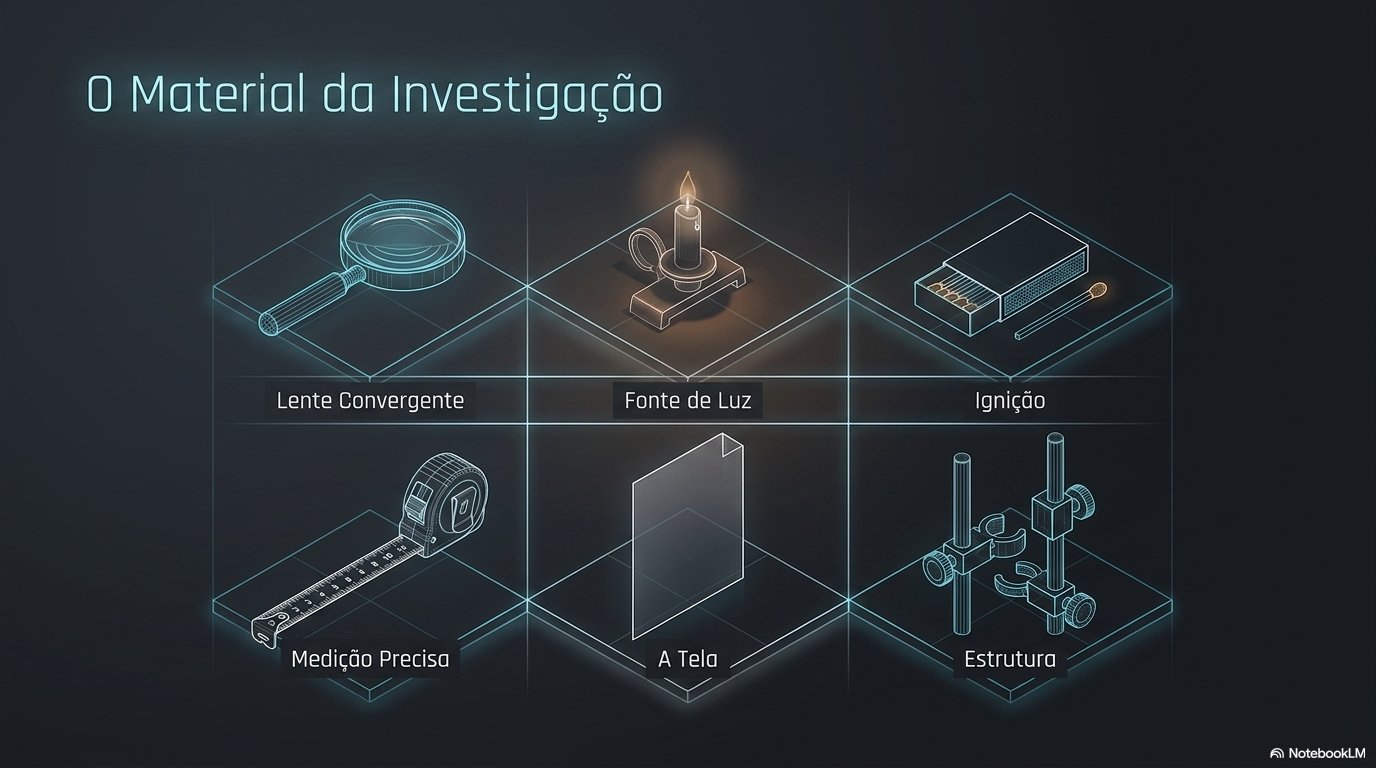 O Material da Investigação
Lente Convergente
Fonte de Luz
Ignição
Medição Precisa
A Tela
Estrutura
NotebookLM